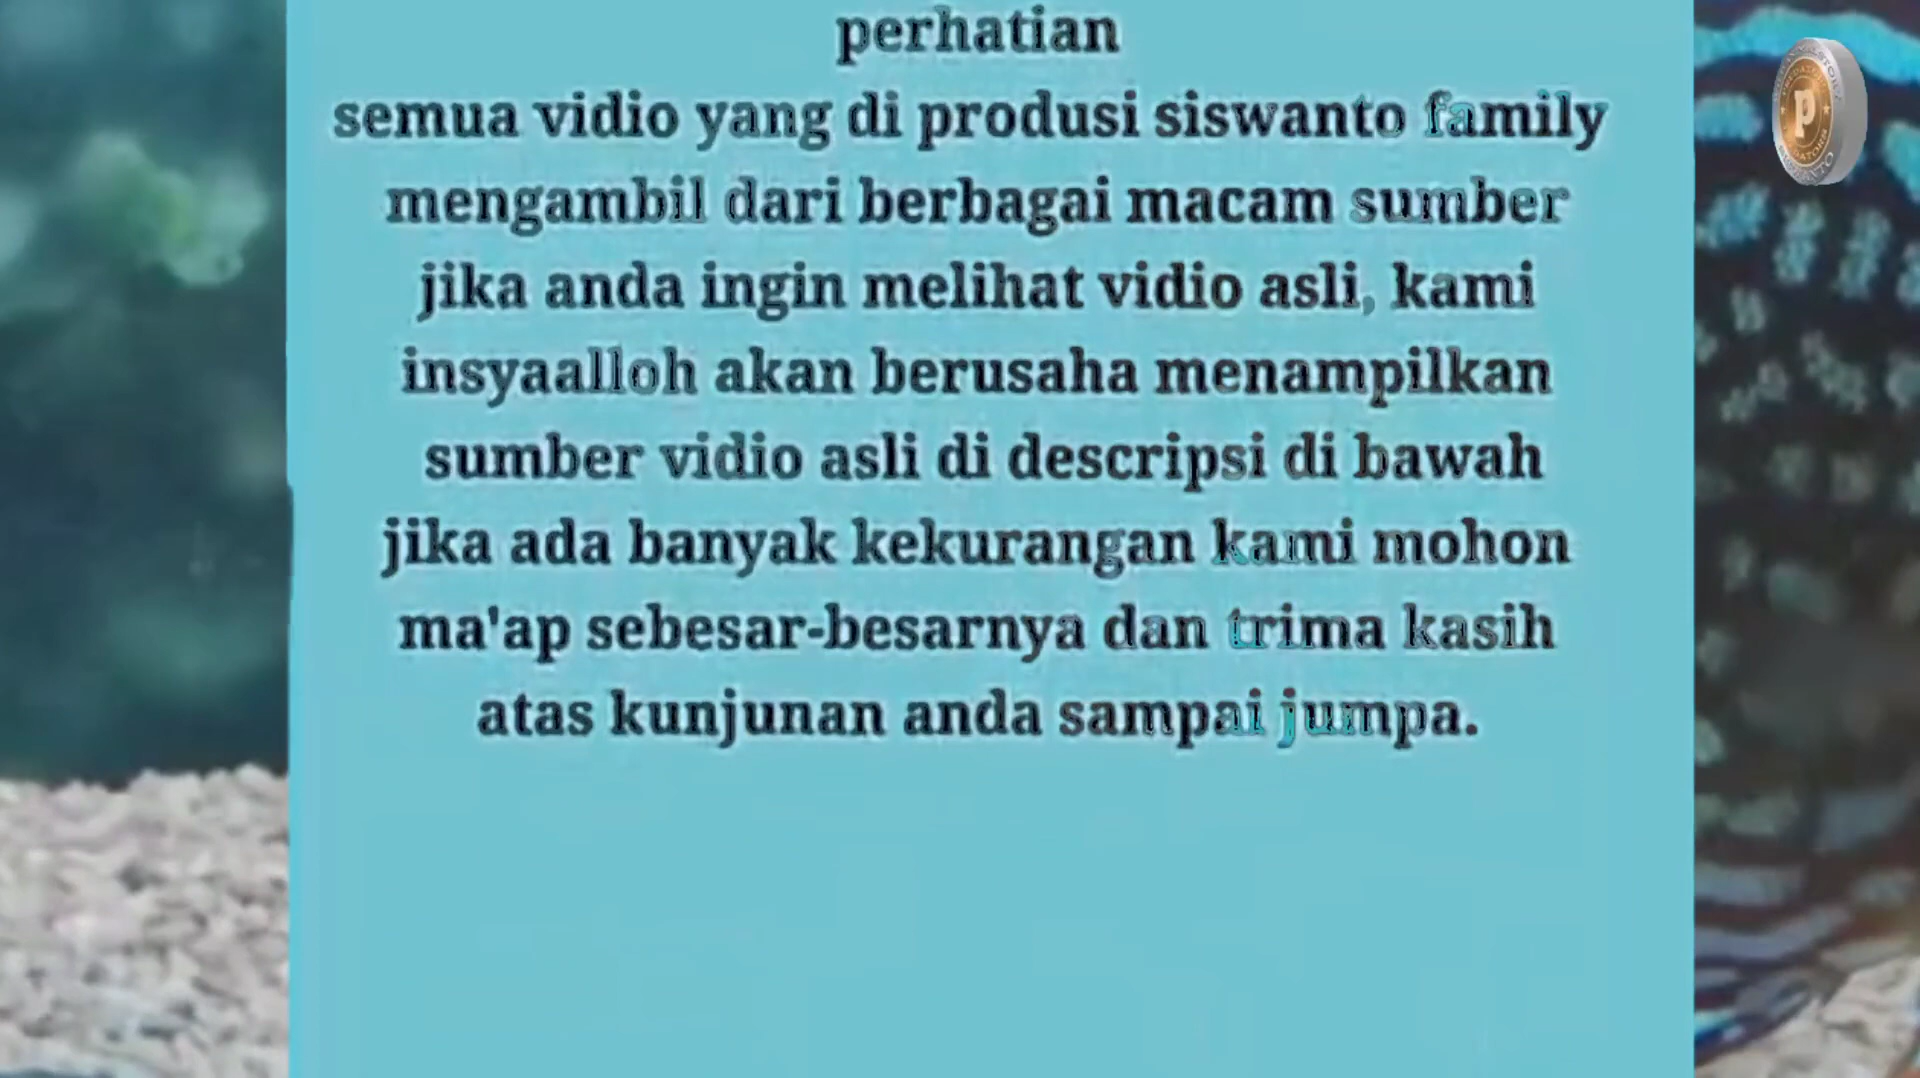 perhatian
semua vidio yang di produsi siswanto family
mengambil dari berbagai macam sumber
jika anda ingin melihat vidio asli, kami
insyaalloh akan berusaha menampilkan
sumber vidio asli di descripsi di bawah
jika ada banyak kekurangan kami mohon
ma'ap sebesar-besarnya dan trima kasih
atas kunjunan anda sampai jumpa.
P